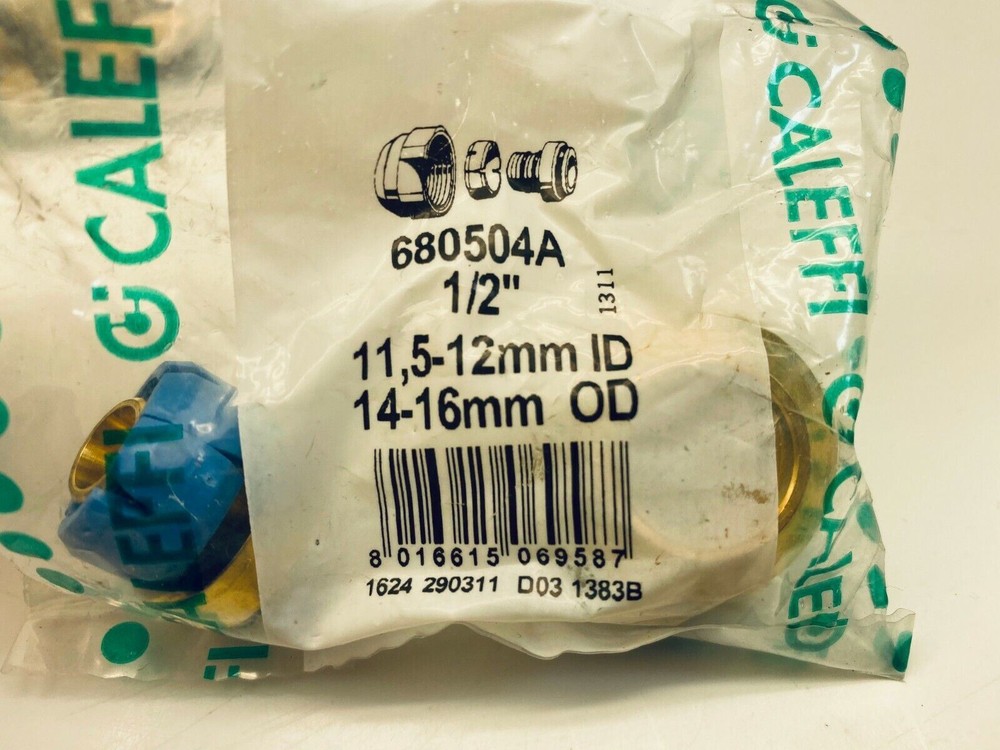 CALEFFI
680504A
1/2"
1311
11,5-12mm ID
14-16mm OD
8 016615 069587
1624 290311 D03 1383B
CALEFFI